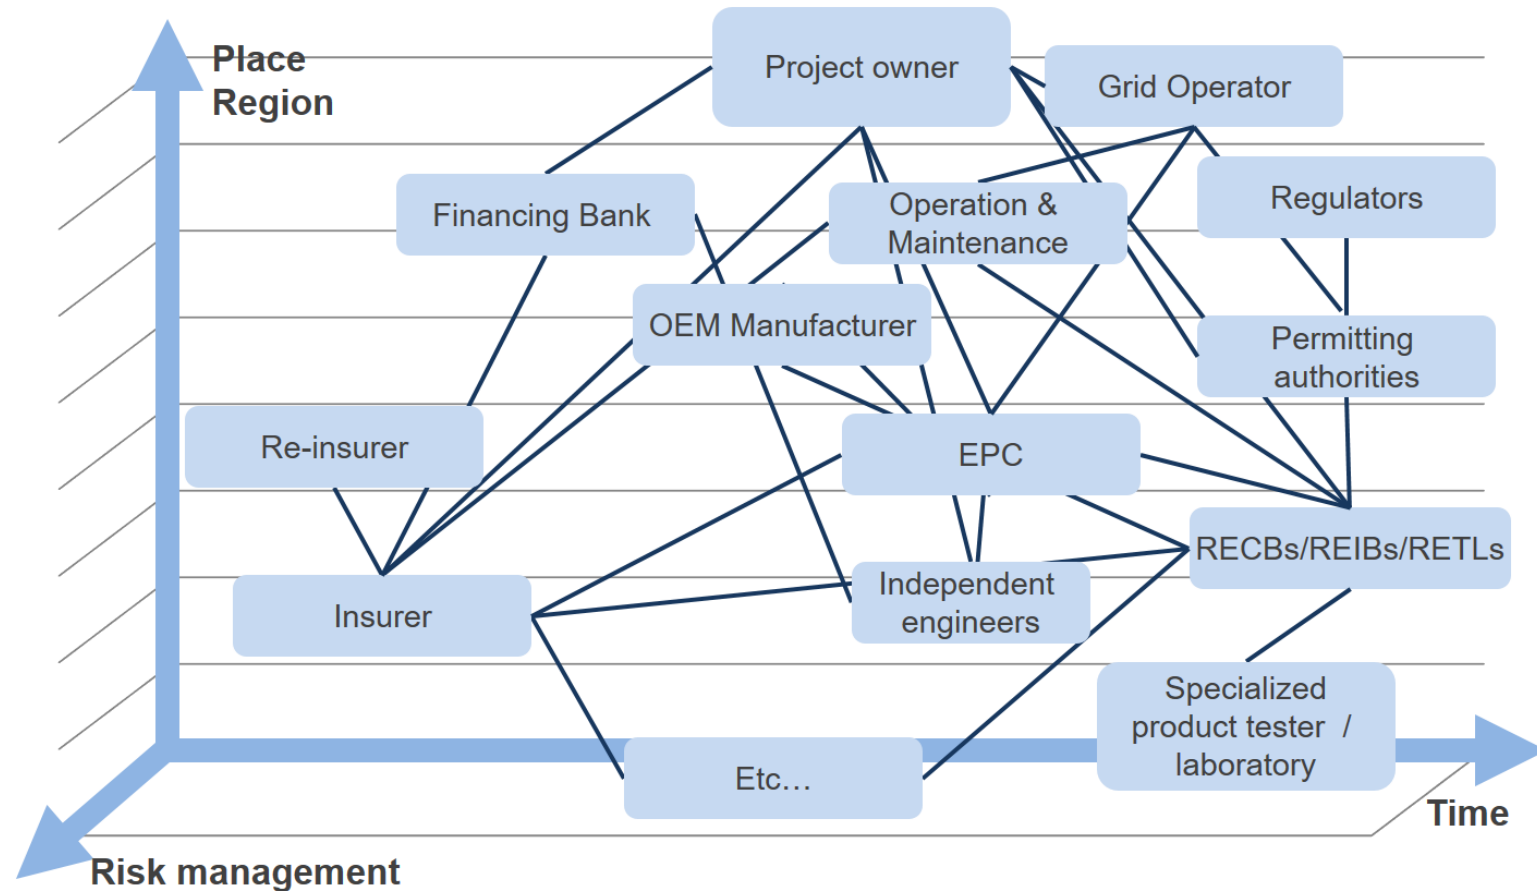 Place
Region
Project owner
Grid Operator
Financing Bank
Operation &
Maintenance
Regulators
OEM Manufacturer
Permitting
authorities
Re-insurer
EPC
RECBs/REIBs/RETLs
Insurer
Independent
engineers
Specialized
product tester /
laboratory
Etc…
Time
Risk management